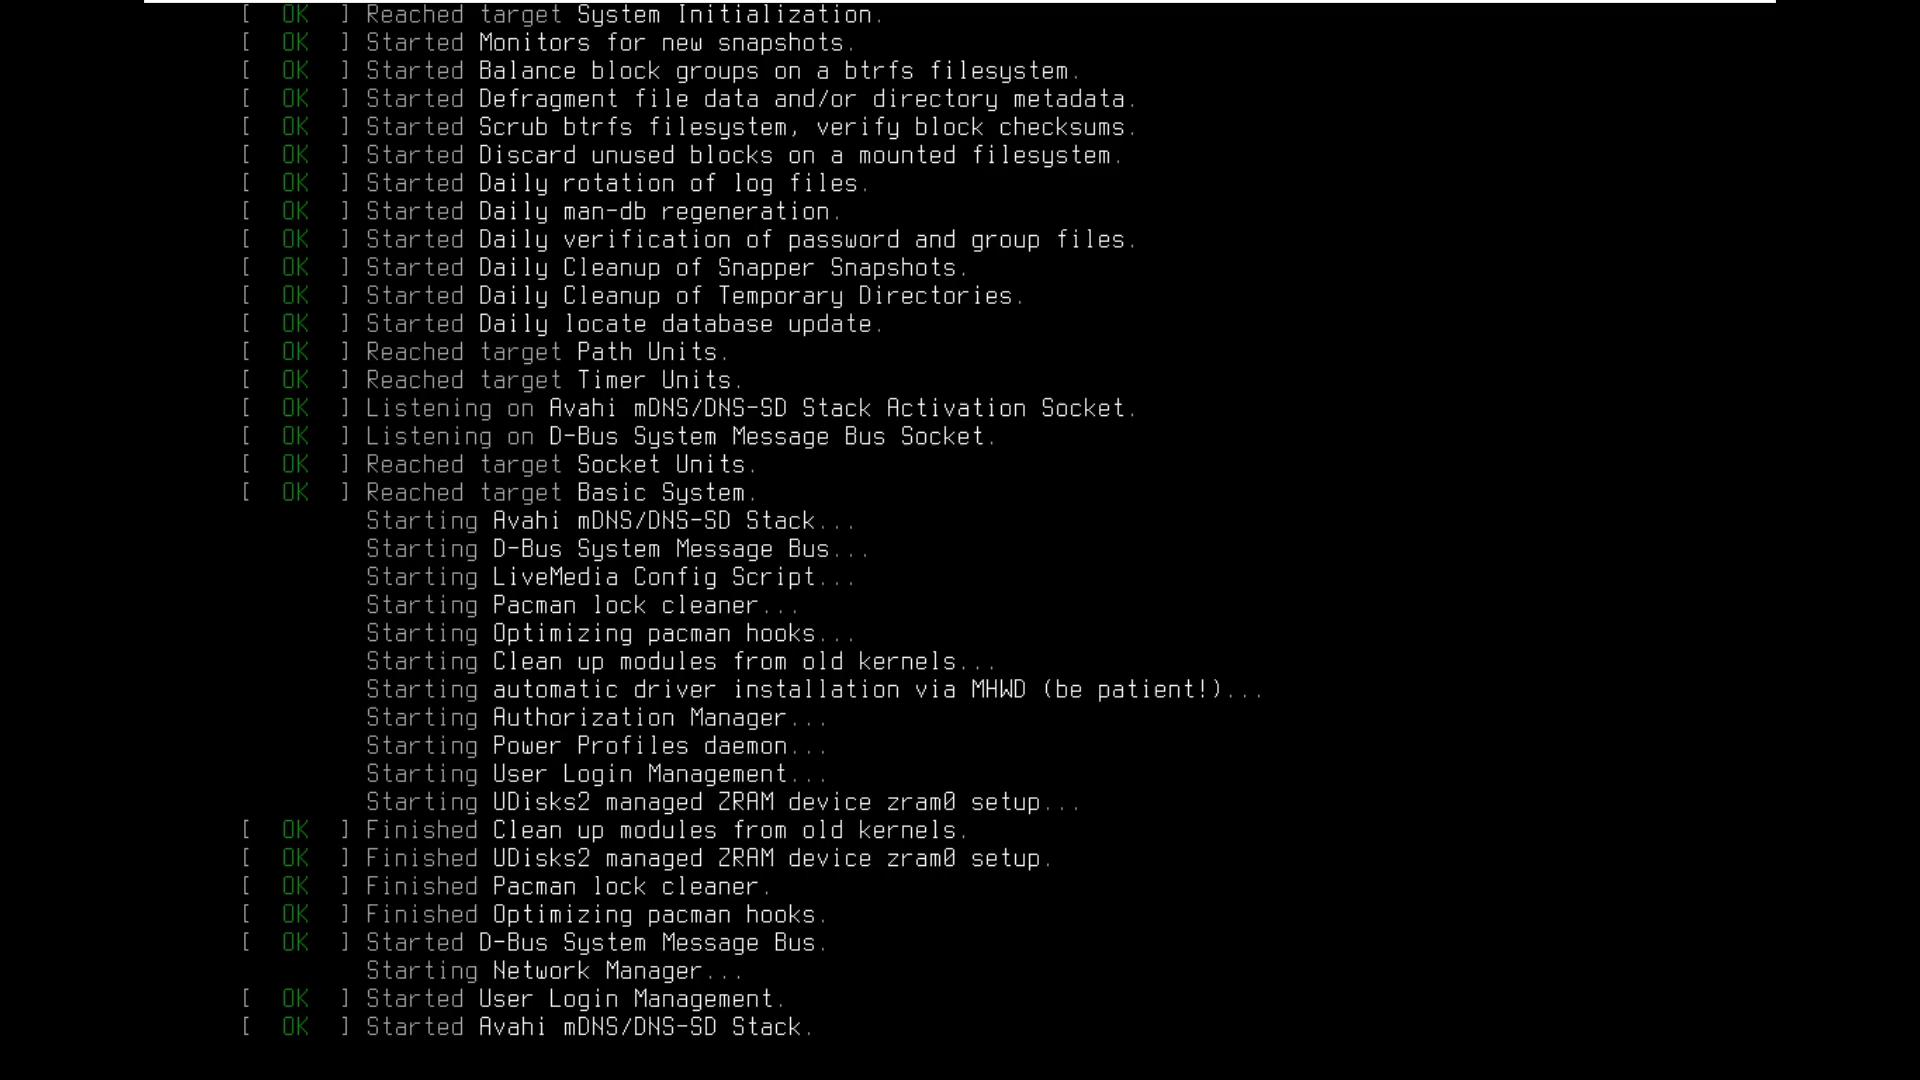 [  OK  ] Reached target System Initialization.
[  OK  ] Started Monitors for new snapshots.
[  OK  ] Started Balance block groups on a btrfs filesystem.
[  OK  ] Started Defragment file data and/or directory metadata.
[  OK  ] Started Scrub btrfs filesystem, verify block checksums.
[  OK  ] Started Discard unused blocks on a mounted filesystem.
[  OK  ] Started Daily rotation of log files.
[  OK  ] Started Daily man-db regeneration.
[  OK  ] Started Daily verification of password and group files.
[  OK  ] Started Daily Cleanup of Snapper Snapshots.
[  OK  ] Started Daily Cleanup of Temporary Directories.
[  OK  ] Started Daily locate database update.
[  OK  ] Reached target Path Units.
[  OK  ] Reached target Timer Units.
[  OK  ] Listening on Avahi mDNS/DNS-SD Stack Activation Socket.
[  OK  ] Listening on D-Bus System Message Bus Socket.
[  OK  ] Reached target Socket Units.
[  OK  ] Reached target Basic System.
Starting Avahi mDNS/DNS-SD Stack...
Starting D-Bus System Message Bus...
Starting LiveMedia Config Script...
Starting Pacman lock cleaner...
Starting Optimizing pacman hooks...
Starting Clean up modules from old kernels...
Starting automatic driver installation via MHWD (be patient!)...
Starting Authorization Manager...
Starting Power Profiles daemon...
Starting User Login Management...
Starting UDisks2 managed ZRAM device zram0 setup...
[  OK  ] Finished Clean up modules from old kernels.
[  OK  ] Finished UDisks2 managed ZRAM device zram0 setup.
[  OK  ] Finished Pacman lock cleaner.
[  OK  ] Finished Optimizing pacman hooks.
[  OK  ] Started D-Bus System Message Bus.
Starting Network Manager...
[  OK  ] Started User Login Management.
[  OK  ] Started Avahi mDNS/DNS-SD Stack.